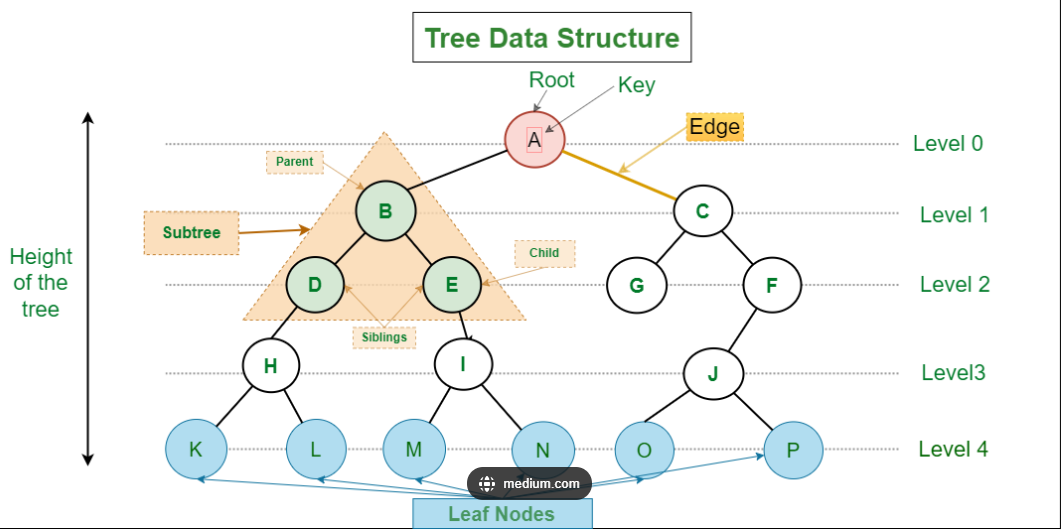 Tree Data Structure
Root
Key
A
Edge
Level 0
Parent
B
C
Level 1
Subtree
Height
of the
tree
Child
D
E
G
F
Level 2
Siblings
H
I
J
Level3
K
L
M
N
O
P
Level 4
medium.com
Leaf Nodes